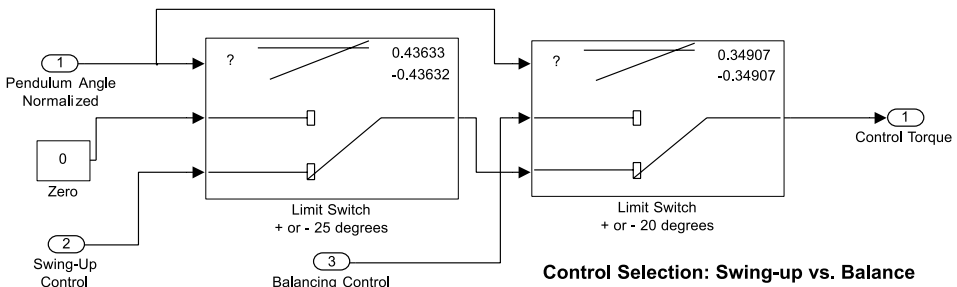 1
Pendulum Angle
Normalized
0
Zero
2
Swing-Up
Control
?
0.43633
-0.43632
Limit Switch
+ or - 25 degrees
3
Balancing Control
?
0.34907
-0.34907
Limit Switch
+ or - 20 degrees
1
Control Torque
Control Selection: Swing-up vs. Balance